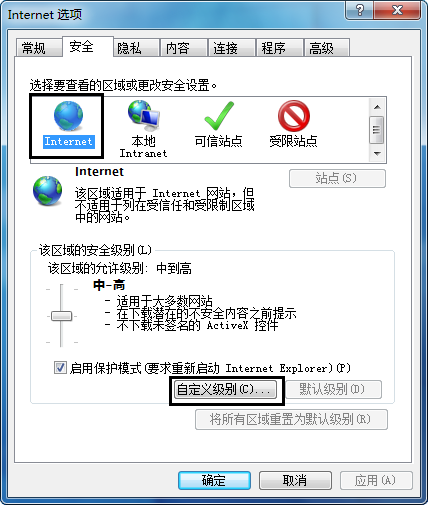 Internet 选项
常规 安全 隐私 内容 连接 程序 高级
选择要查看的区域或更改安全设置。
Internet 本地 Intranet 可信站点 受限站点
Internet
站点(S)
该区域适用于 Internet 网站，但
不适用于列在受信任和受限制区域
中的网站。
该区域的安全级别(L)
该区域的允许级别: 中到高
中-高
- 适用于大多数网站
- 在下载潜在的不安全内容之前提示
- 不下载未签名的 ActiveX 控件
启用保护模式(要求重新启动 Internet Explorer)(P)
自定义级别(C)... 默认级别(D)
将所有区域重置为默认级别(R)
确定 取消 应用(A)